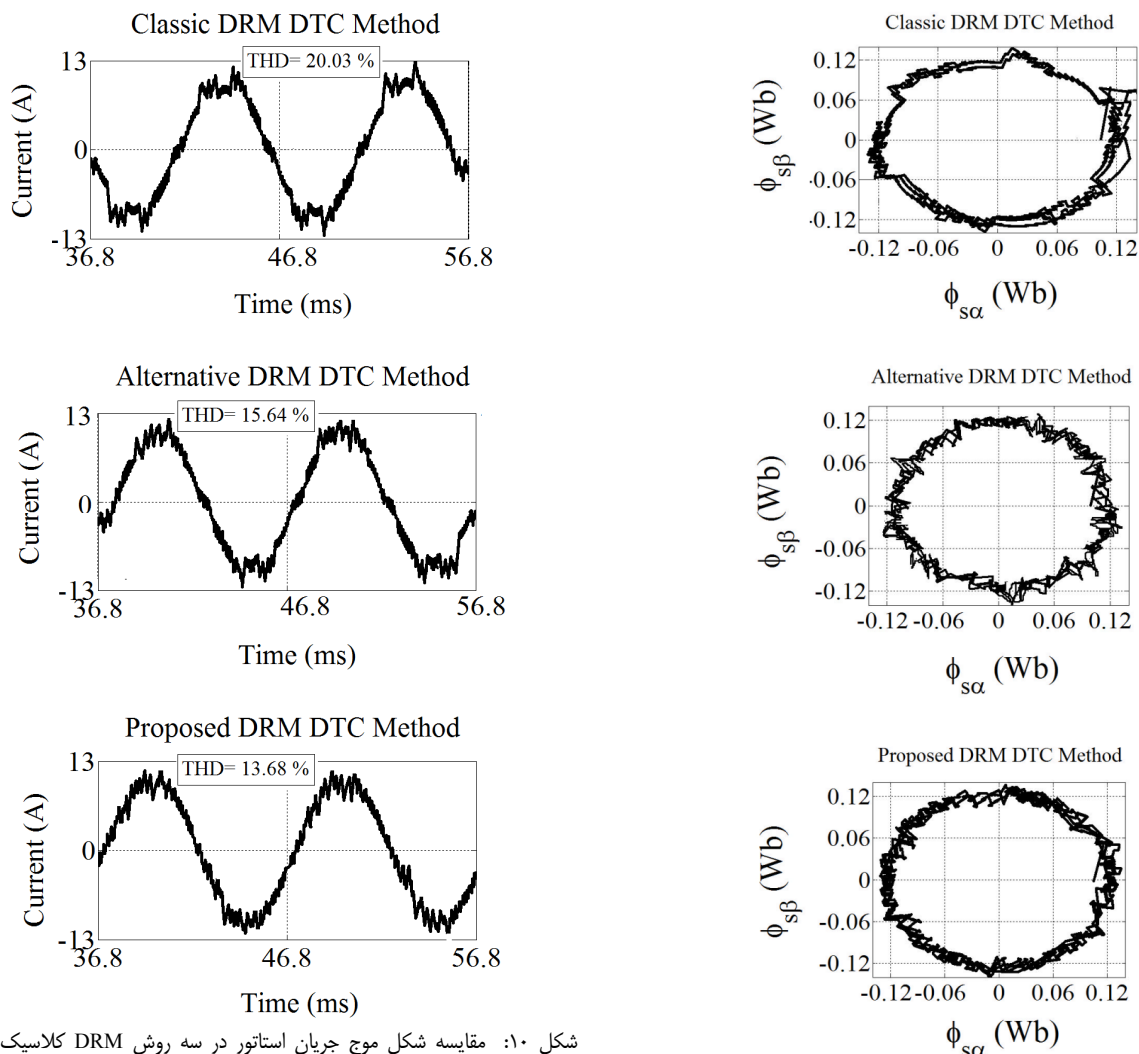 Classic DRM DTC Method
THD= 20.03 %
13
0
-13
Current (A)
36.8
46.8
56.8
Time (ms)
Alternative DRM DTC Method
THD= 15.64 %
13
0
-13
Current (A)
36.8
46.8
56.8
Time (ms)
Proposed DRM DTC Method
THD= 13.68 %
13
0
-13
Current (A)
36.8
46.8
56.8
Time (ms)
شکل ۱۰: مقایسه شکل موج جریان استاتور در سه روش DRM کلاسیک
Classic DRM DTC Method
0.12
0.06
0
-0.06
-0.12
ϕsβ (Wb)
-0.12 -0.06 0 0.06 0.12
ϕsα (Wb)
Alternative DRM DTC Method
0.12
0.06
0
-0.06
-0.12
ϕsβ (Wb)
-0.12 -0.06 0 0.06 0.12
ϕsα (Wb)
Proposed DRM DTC Method
0.12
0.06
0
-0.06
-0.12
ϕsβ (Wb)
-0.12 -0.06 0 0.06 0.12
ϕsα (Wb)